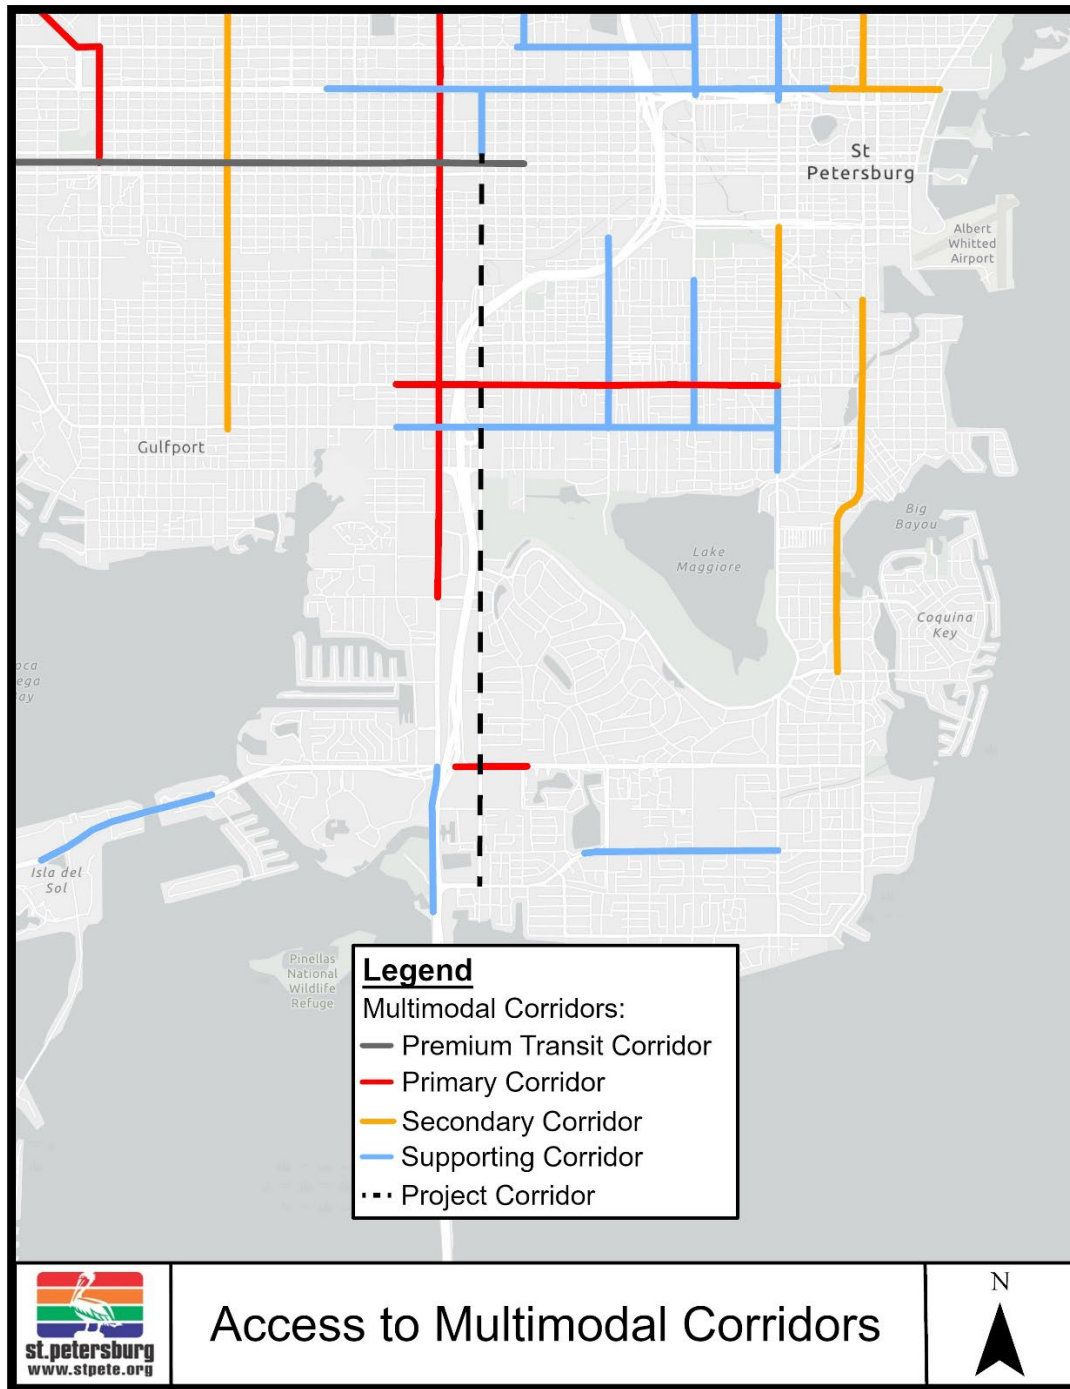 St
Petersburg
Albert
Whitted
Airport
Gulfport
Big
Bayou
Lake
Maggiore
Coquina
Key
Bay
Isla del
Sol
Pinellas
National
Wildlife
Refuge
Legend
Multimodal Corridors:
Premium Transit Corridor
Primary Corridor
Secondary Corridor
Supporting Corridor
Project Corridor
st.petersburg
www.stpete.org
Access to Multimodal Corridors
N